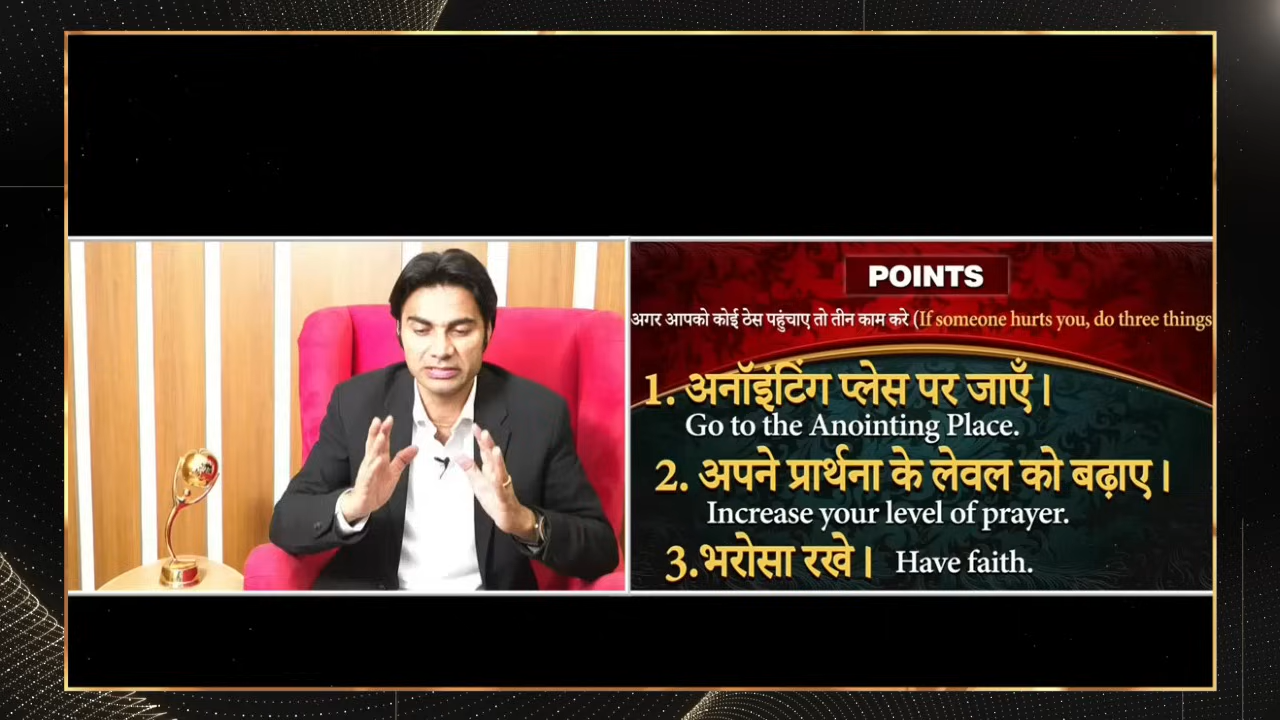 POINTS
अगर आपको कोई ठेस पहुंचाए तो तीन काम करे (If someone hurts you, do three things
1. अनॉइंटिंग प्लेस पर जाएँ।
Go to the Anointing Place.
2. अपने प्रार्थना के लेवल को बढ़ाए।
Increase your level of prayer.
3.भरोसा रखे। Have faith.